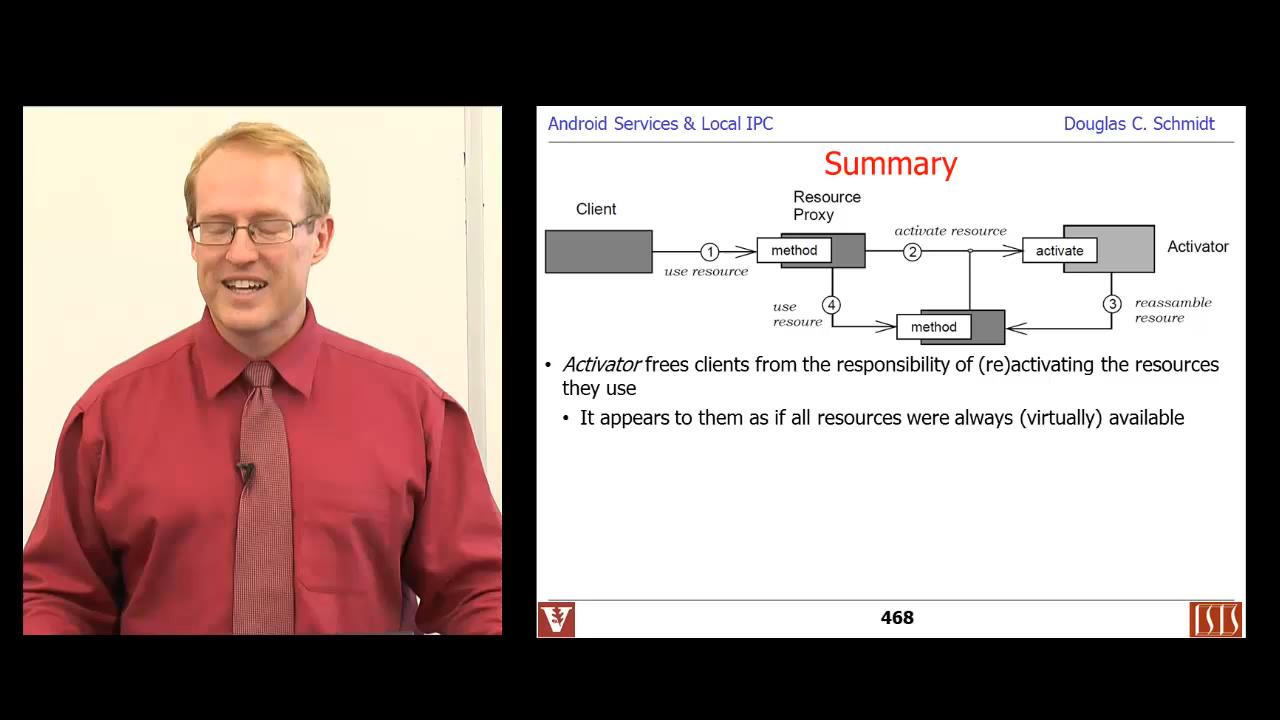 Android Services & Local IPC
Douglas C. Schmidt
Summary
Client
Resource
Proxy
method
1
use resource
activate resource
2
activate
Activator
4
use
resoure
method
3
reassamble
resoure
• Activator frees clients from the responsibility of (re)activating the resources
they use
• It appears to them as if all resources were always (virtually) available
V
468
ISIS